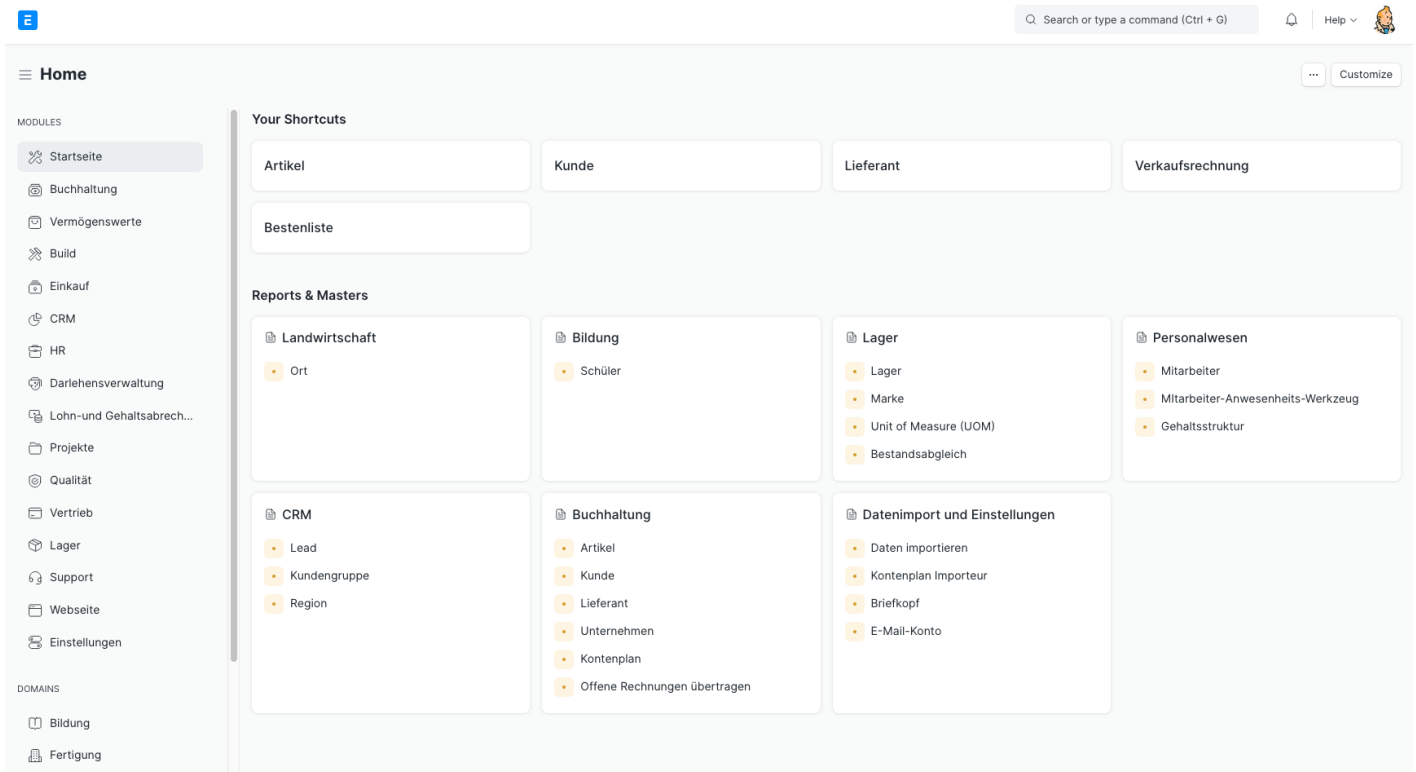 E
Search or type a command (Ctrl + G)
Help
Home
...
Customize
MODULES
Startseite
Buchhaltung
Vermögenswerte
Build
Einkauf
CRM
HR
Darlehensverwaltung
Lohn-und Gehaltsabrech...
Projekte
Qualität
Vertrieb
Lager
Support
Webseite
Einstellungen
DOMAINS
Bildung
Fertigung
Your Shortcuts
Artikel
Kunde
Lieferant
Verkaufsrechnung
Bestenliste
Reports & Masters
Landwirtschaft
Ort
Bildung
Schüler
Lager
Lager
Marke
Unit of Measure (UOM)
Bestandsabgleich
Personalwesen
Mitarbeiter
MItarbeiter-Anwesenheits-Werkzeug
Gehaltsstruktur
CRM
Lead
Kundengruppe
Region
Buchhaltung
Artikel
Kunde
Lieferant
Unternehmen
Kontenplan
Offene Rechnungen übertragen
Datenimport und Einstellungen
Daten importieren
Kontenplan Importeur
Briefkopf
E-Mail-Konto